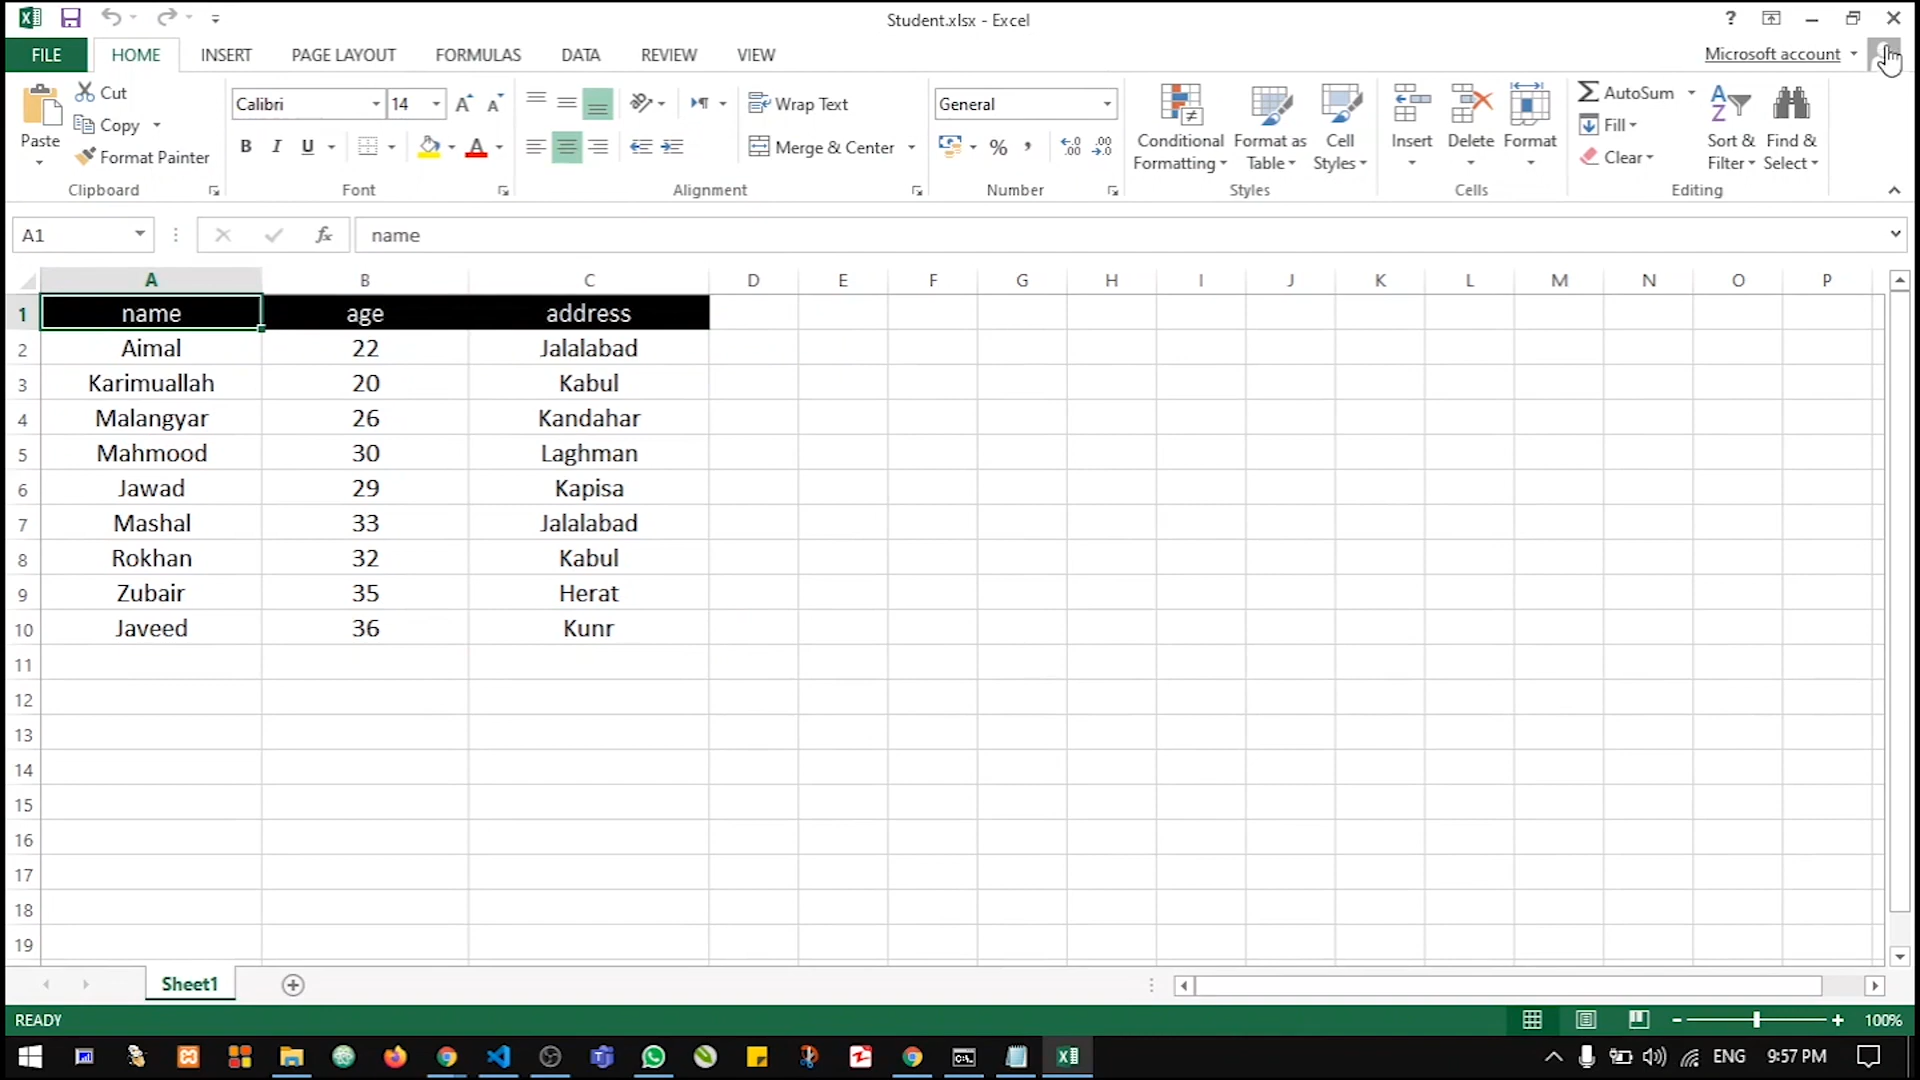 Student.xlsx - Excel
?
FILE HOME INSERT PAGE LAYOUT FORMULAS DATA REVIEW VIEW Microsoft account
Paste
Cut
Copy
Format Painter
Clipboard
Calibri 14
B I U
Font
Wrap Text
Merge & Center
Alignment
General
% ,
Number
Conditional Formatting
Format as Table
Cell Styles
Styles
Insert
Delete
Format
Cells
AutoSum
Fill
Clear
Sort & Filter
Find & Select
Editing
A1 fx name
A B C D E F G H I J K L M N O P
1 name age address
2 Aimal 22 Jalalabad
3 Karimuallah 20 Kabul
4 Malangyar 26 Kandahar
5 Mahmood 30 Laghman
6 Jawad 29 Kapisa
7 Mashal 33 Jalalabad
8 Rokhan 32 Kabul
9 Zubair 35 Herat
10 Javeed 36 Kunr
11
12
13
14
15
16
17
18
19
Sheet1
READY 100%
ENG 9:57 PM